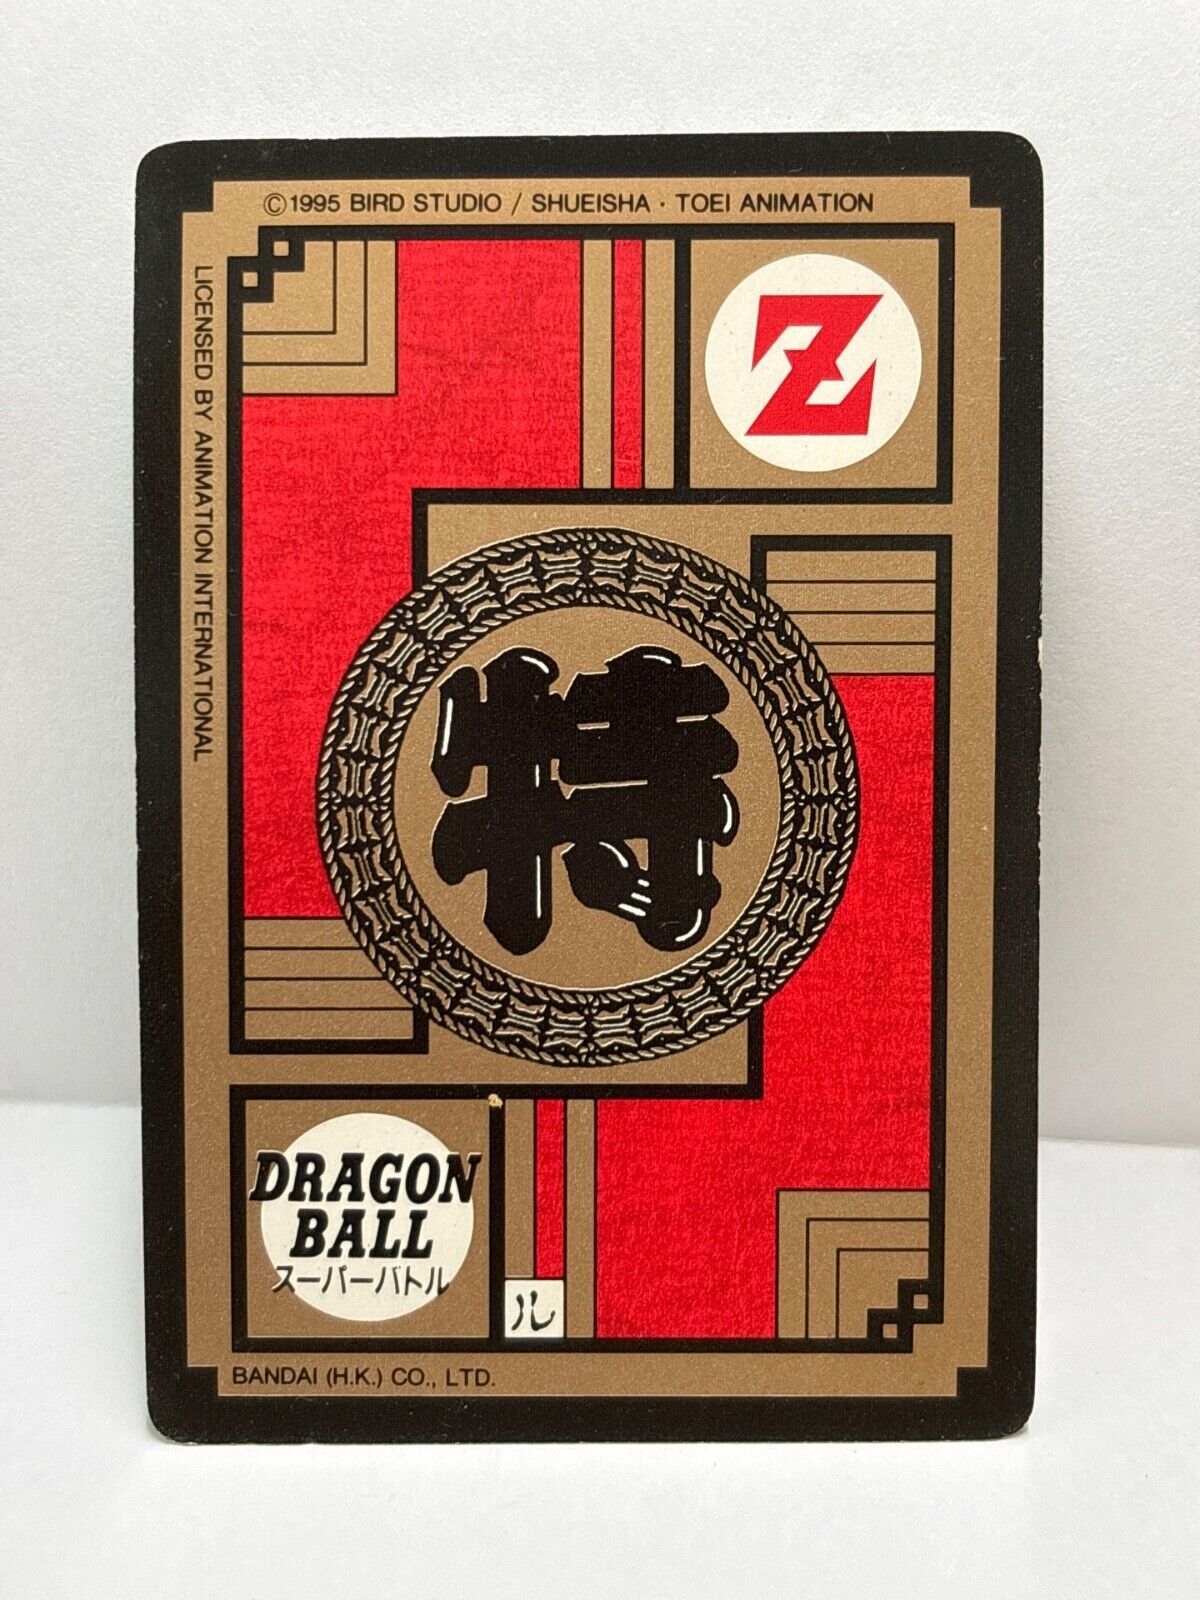 ©1995 BIRD STUDIO / SHUEISHA · TOEI ANIMATION
LICENSED BY ANIMATION INTERNATIONAL
Z
将
DRAGON
BALL
スーパーバトル
ル
BANDAI (H.K.) CO., LTD.